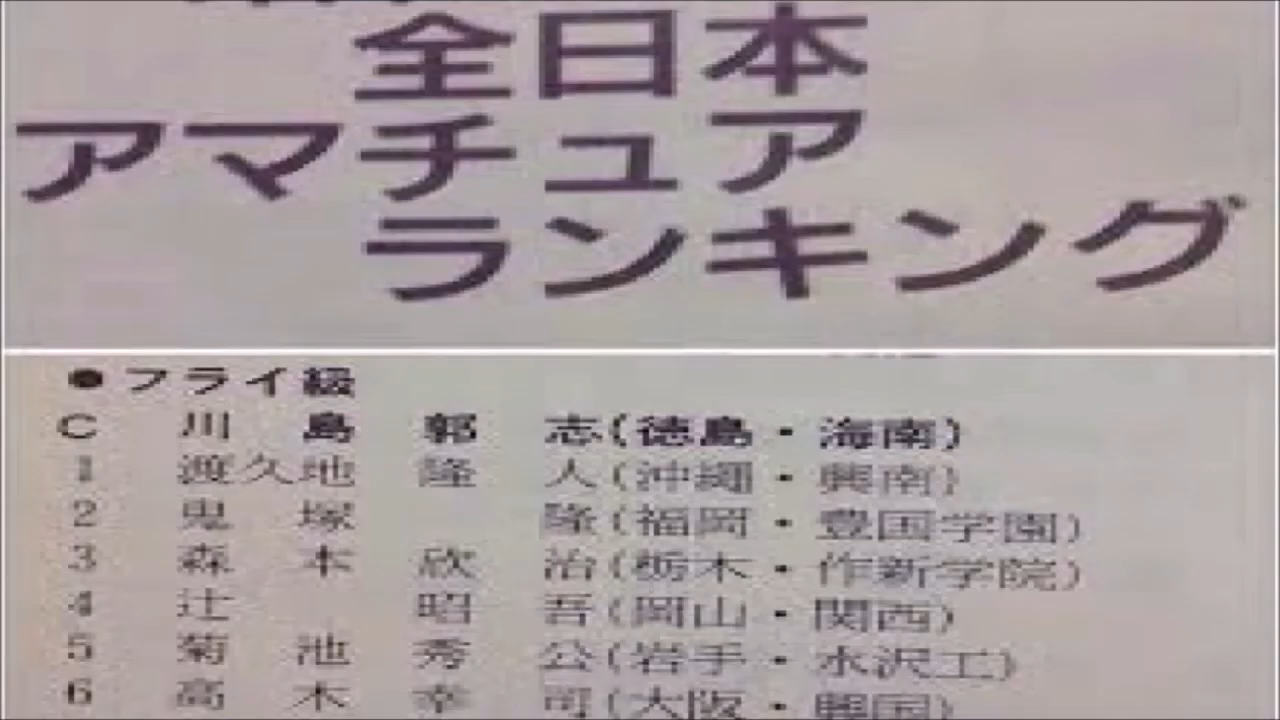 全日本
アマチュア
ランキング
●フライ級
C 川島郭志(徳島・海南)
1 渡久地隆人(沖縄・興南)
2 鬼塚隆(福岡・豊国学園)
3 森本欣治(栃木・作新学院)
4 辻昭吾(岡山・関西)
5 菊池秀公(岩手・水沢工)
6 高木幸司(大阪・興国)